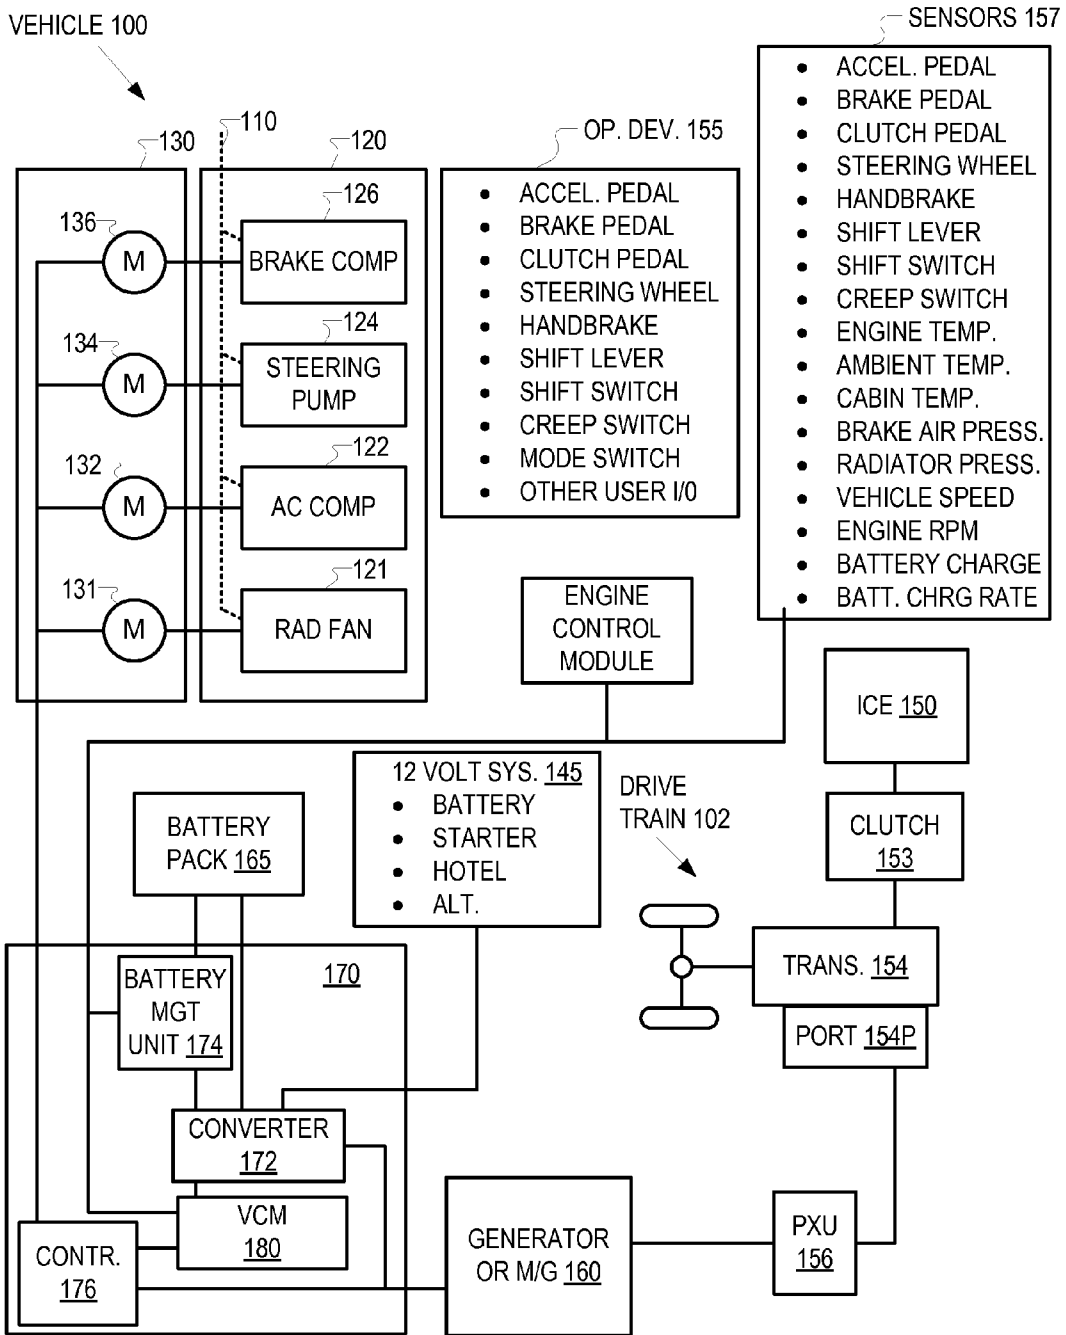 VEHICLE 100
SENSORS 157
• ACCEL. PEDAL
• BRAKE PEDAL
• CLUTCH PEDAL
• STEERING WHEEL
• HANDBRAKE
• SHIFT LEVER
• SHIFT SWITCH
• CREEP SWITCH
• ENGINE TEMP.
• AMBIENT TEMP.
• CABIN TEMP.
• BRAKE AIR PRESS.
• RADIATOR PRESS.
• VEHICLE SPEED
• ENGINE RPM
• BATTERY CHARGE
• BATT. CHRG RATE
130
110
120
OP. DEV. 155
• ACCEL. PEDAL
• BRAKE PEDAL
• CLUTCH PEDAL
• STEERING WHEEL
• HANDBRAKE
• SHIFT LEVER
• SHIFT SWITCH
• CREEP SWITCH
• MODE SWITCH
• OTHER USER I/0
136
M
126
BRAKE COMP
134
M
124
STEERING
PUMP
132
M
122
AC COMP
131
M
121
RAD FAN
ENGINE
CONTROL
MODULE
ICE 150
12 VOLT SYS. 145
• BATTERY
• STARTER
• HOTEL
• ALT.
DRIVE
TRAIN 102
CLUTCH
153
BATTERY
PACK 165
TRANS. 154
PORT 154P
170
BATTERY
MGT
UNIT 174
CONVERTER
172
VCM
180
CONTR.
176
GENERATOR
OR M/G 160
PXU
156